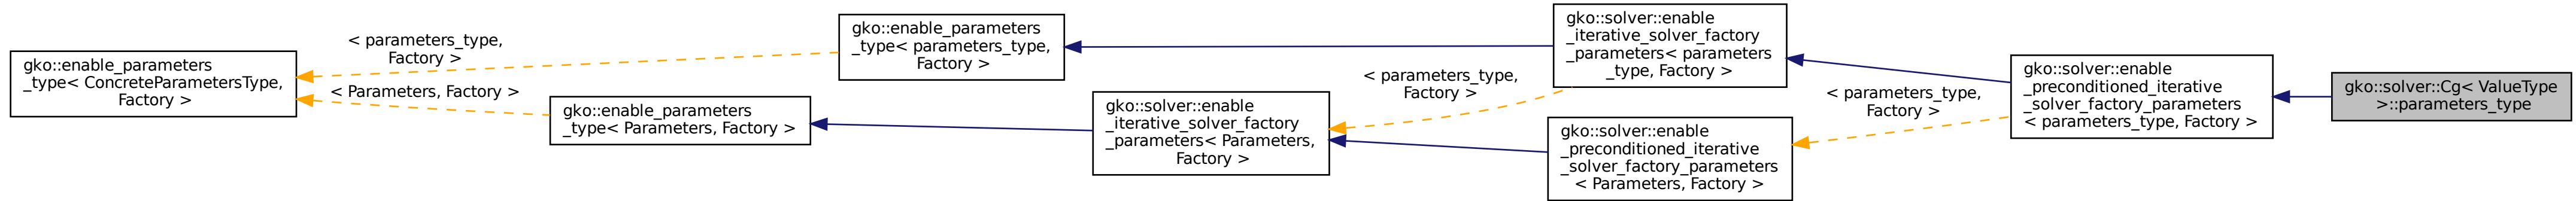 gko::enable_parameters
_type< ConcreteParametersType,
Factory >
< parameters_type,
Factory >
< Parameters, Factory >
gko::enable_parameters
_type< parameters_type,
Factory >
gko::enable_parameters
_type< Parameters, Factory >
gko::solver::enable
_iterative_solver_factory
_parameters< Parameters,
Factory >
< parameters_type,
Factory >
gko::solver::enable
_iterative_solver_factory
_parameters< parameters
_type, Factory >
gko::solver::enable
_preconditioned_iterative
_solver_factory_parameters
< Parameters, Factory >
< parameters_type,
Factory >
gko::solver::enable
_preconditioned_iterative
_solver_factory_parameters
< parameters_type, Factory >
gko::solver::Cg< ValueType
>::parameters_type